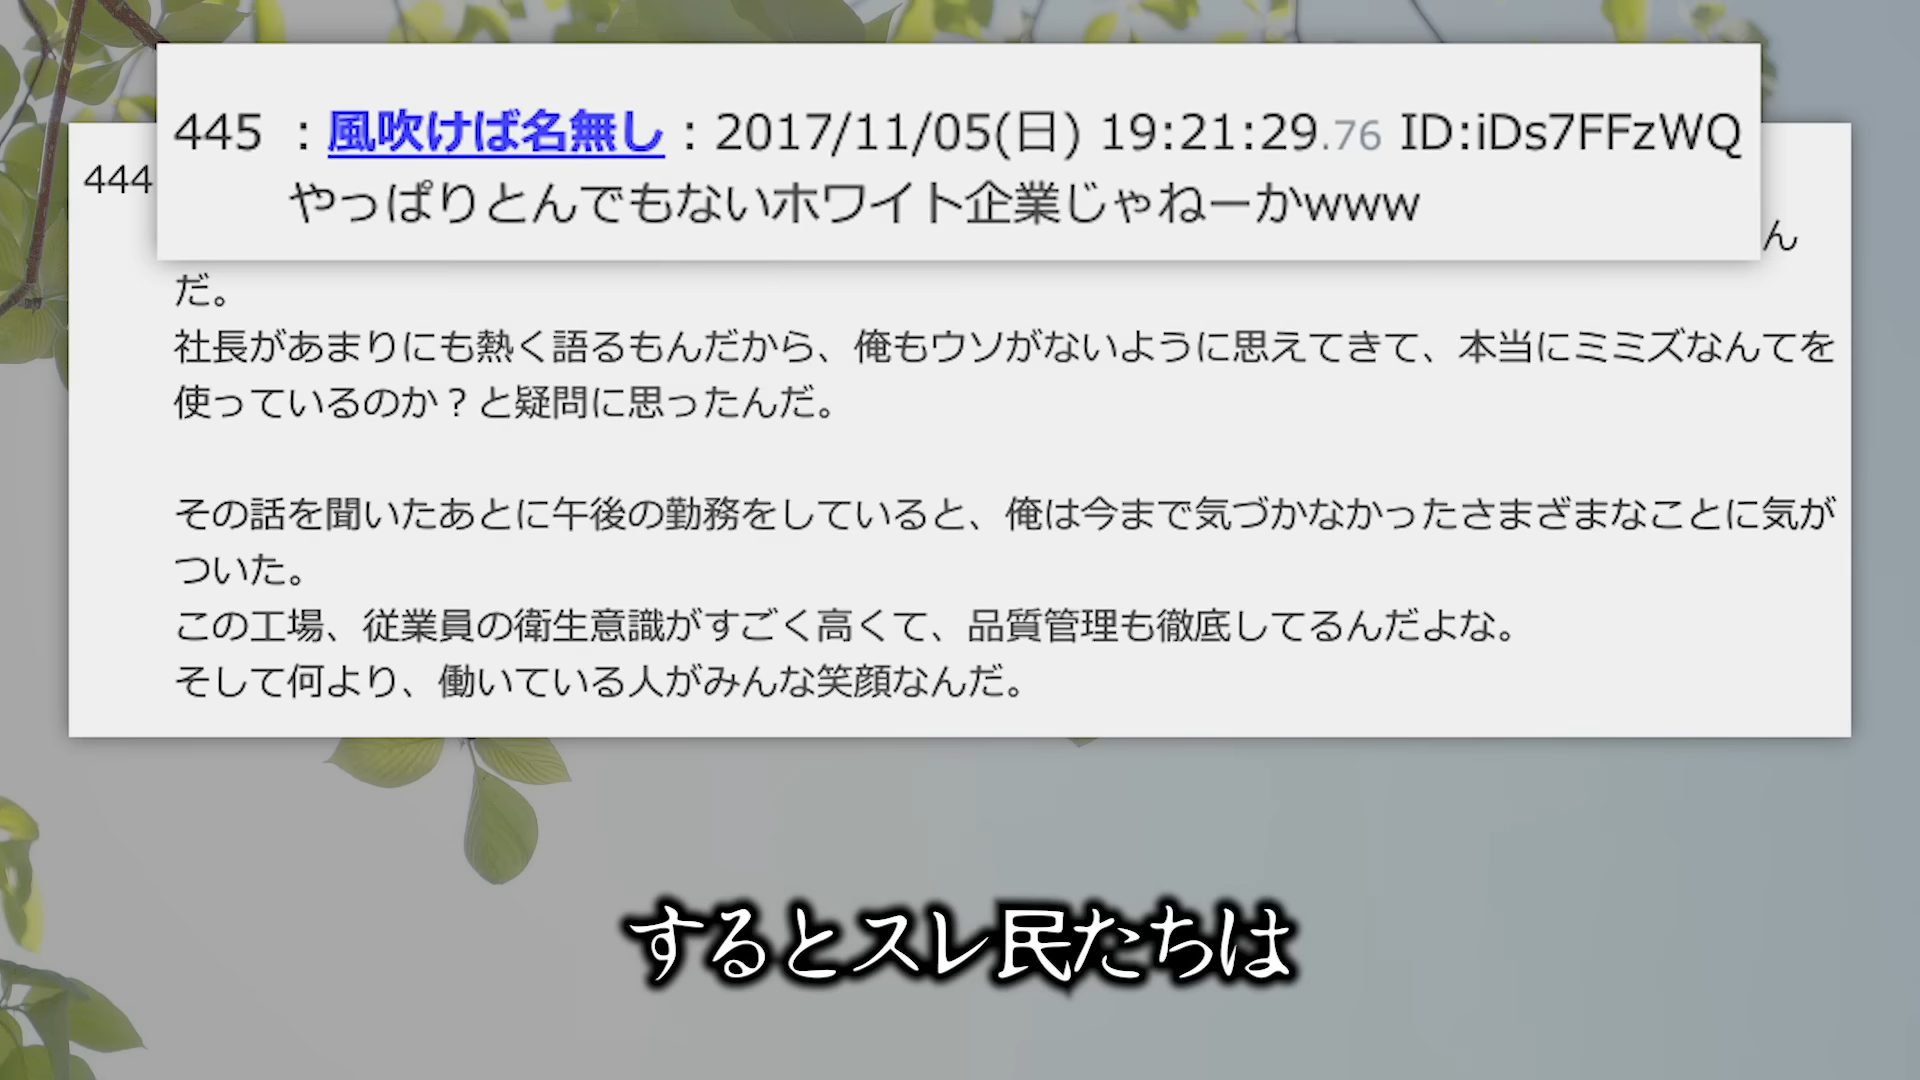 445 ：風吹けば名無し：2017/11/05(日) 19:21:29.76 ID:iDs7FFzWQ
やっぱりとんでもないホワイト企業じゃねーかwww
444
ん
だ。
社長があまりにも熱く語るもんだから、俺もウソがないように思えてきて、本当にミミズなんてを
使っているのか？と疑問に思ったんだ。
その話を聞いたあとに午後の勤務をしていると、俺は今まで気づかなかったさまざまなことに気が
ついた。
この工場、従業員の衛生意識がすごく高くて、品質管理も徹底してるんだよな。
そして何より、働いている人がみんな笑顔なんだ。
するとスレ民たちは